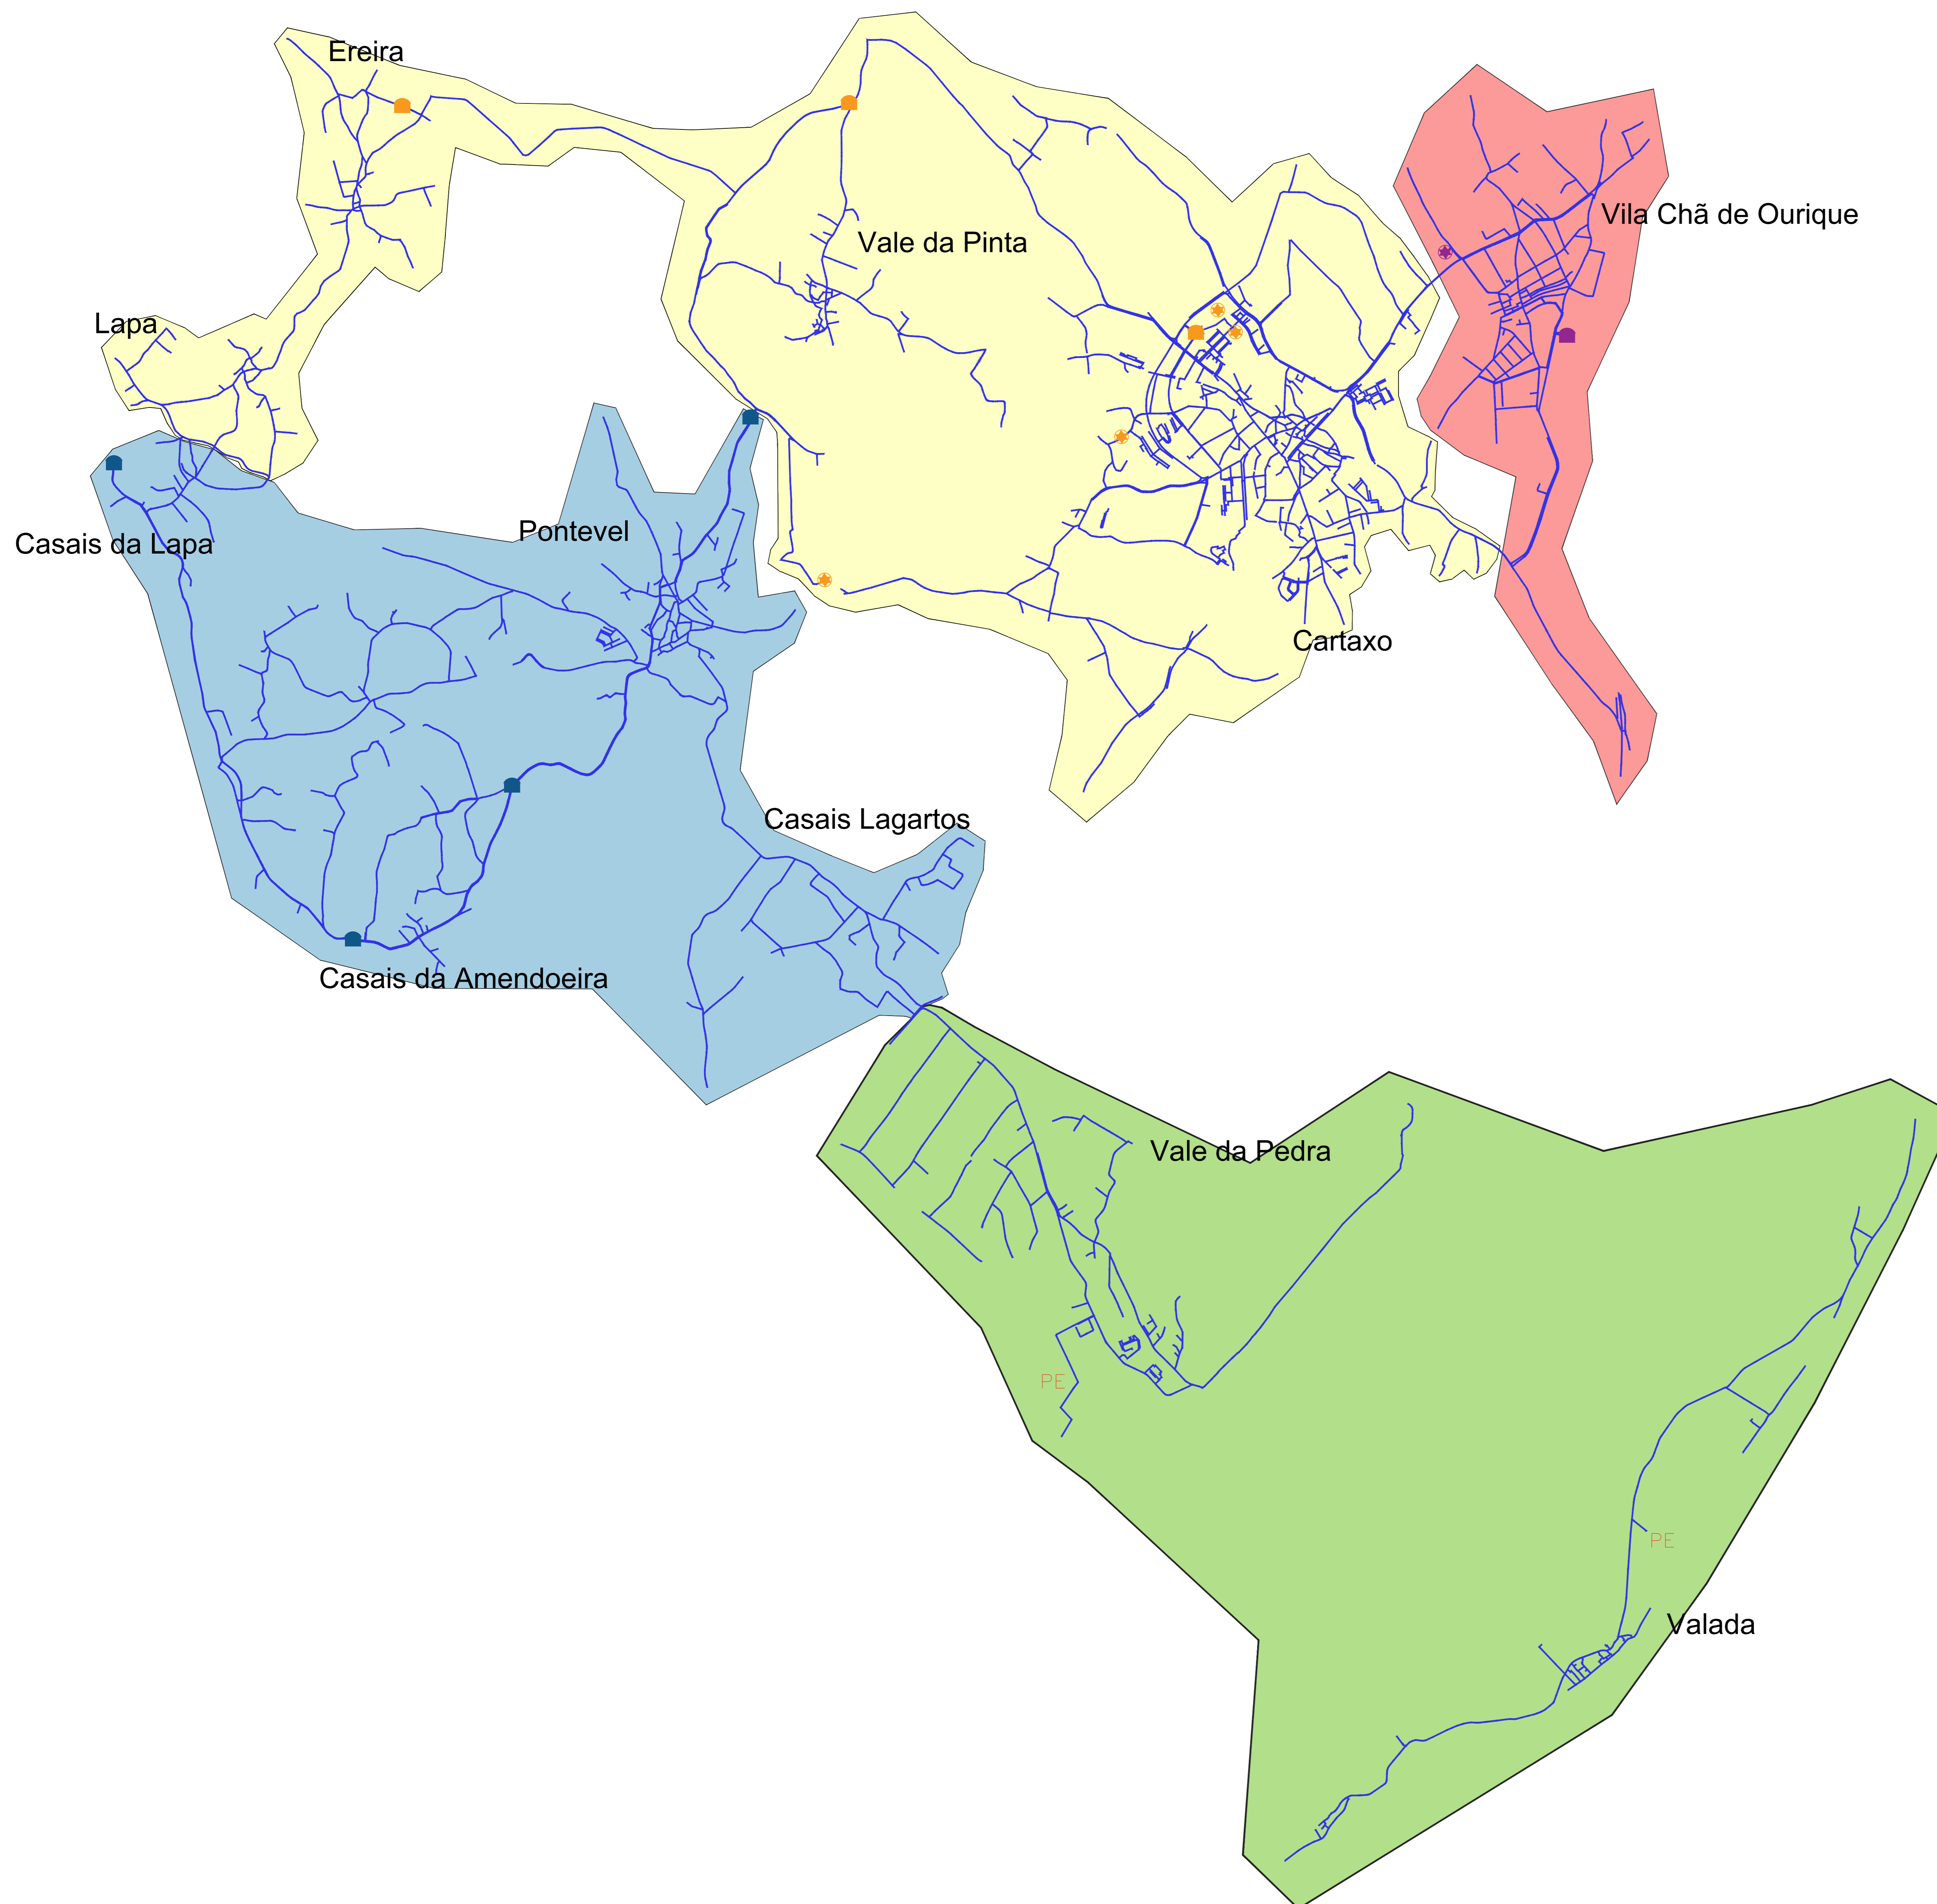 Ereira
Vila Chã de Ourique
Vale da Pinta
Lapa
Pontevel
Casais da Lapa
Cartaxo
Casais Lagartos
Casais da Amendoeira
Vale da Pedra
PE
PE
Valada